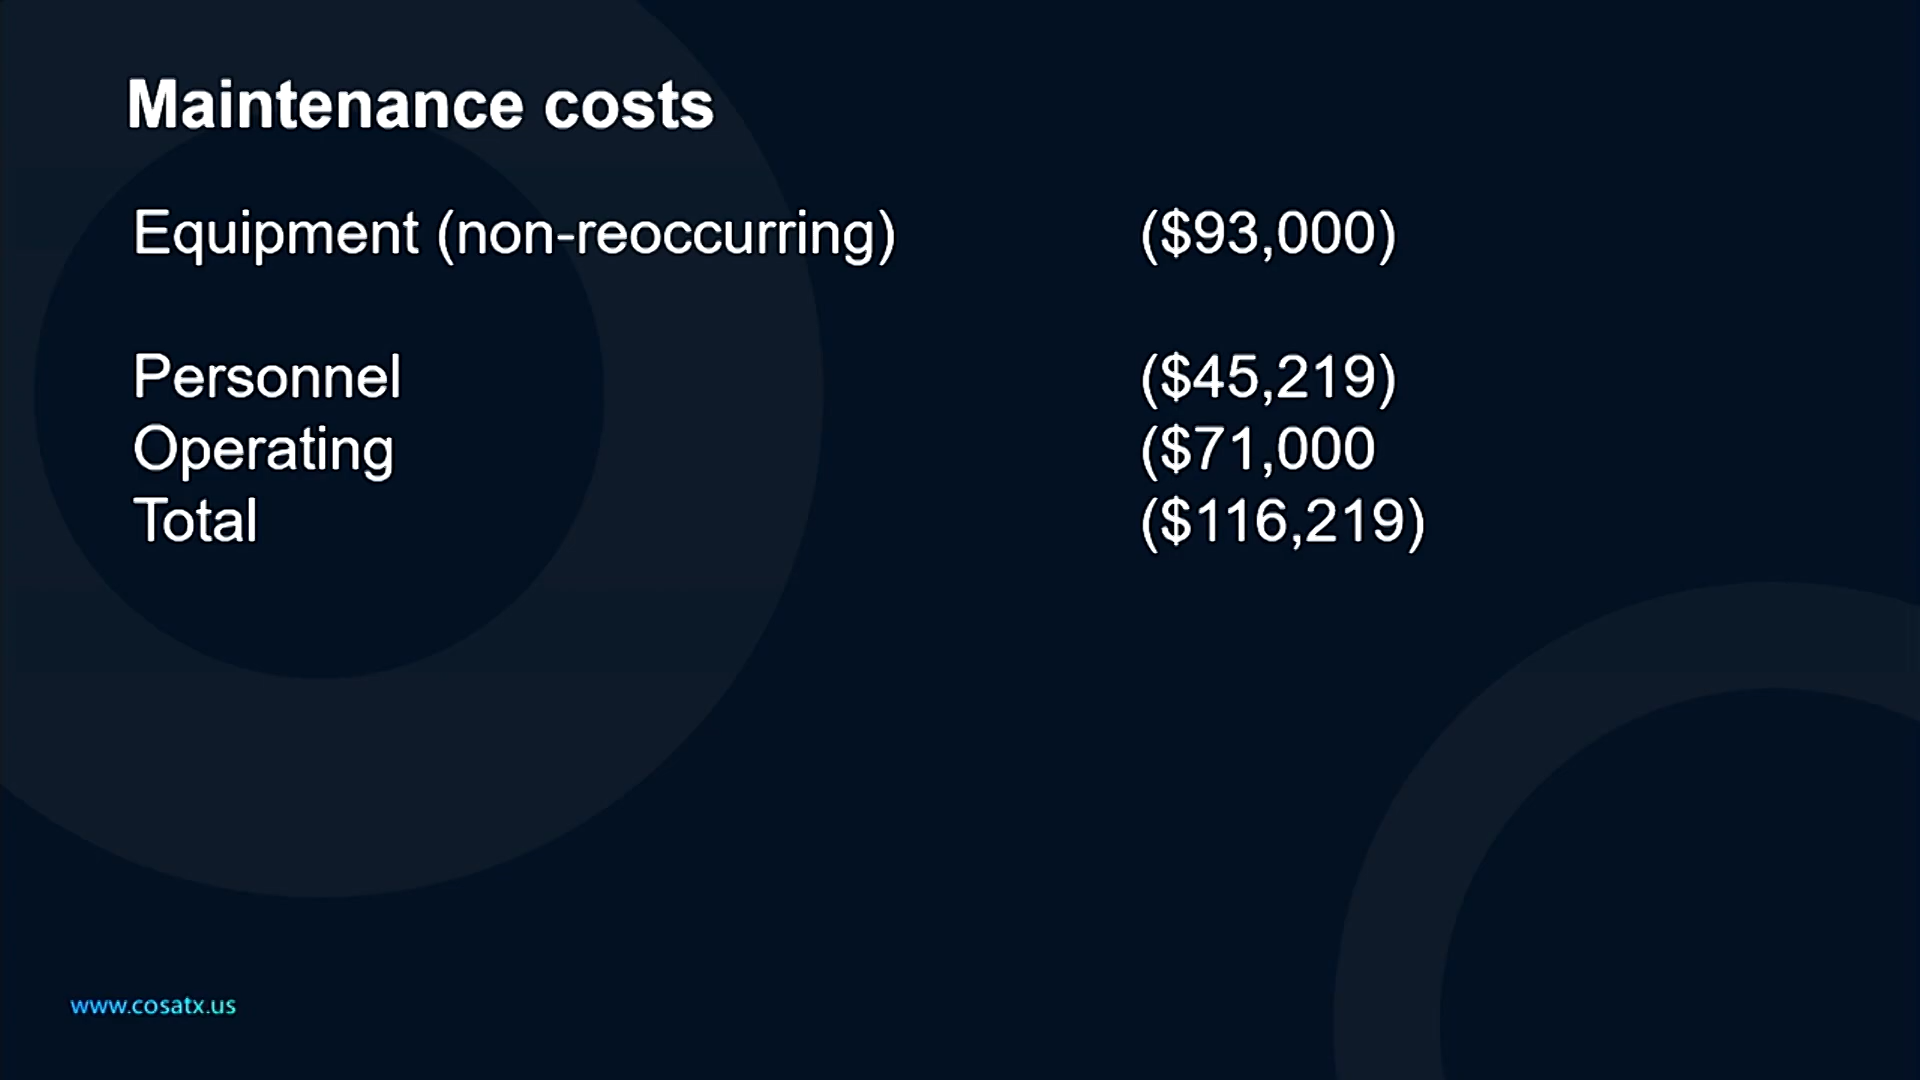 Maintenance costs
Equipment (non-reoccurring) ($93,000)
Personnel ($45,219)
Operating ($71,000
Total ($116,219)
www.cosatx.us